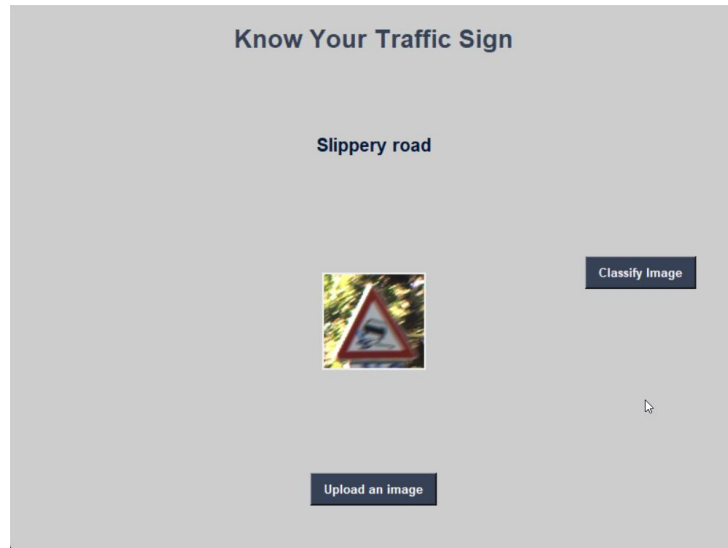 Know Your Traffic Sign
Slippery road
Classify Image
Upload an image